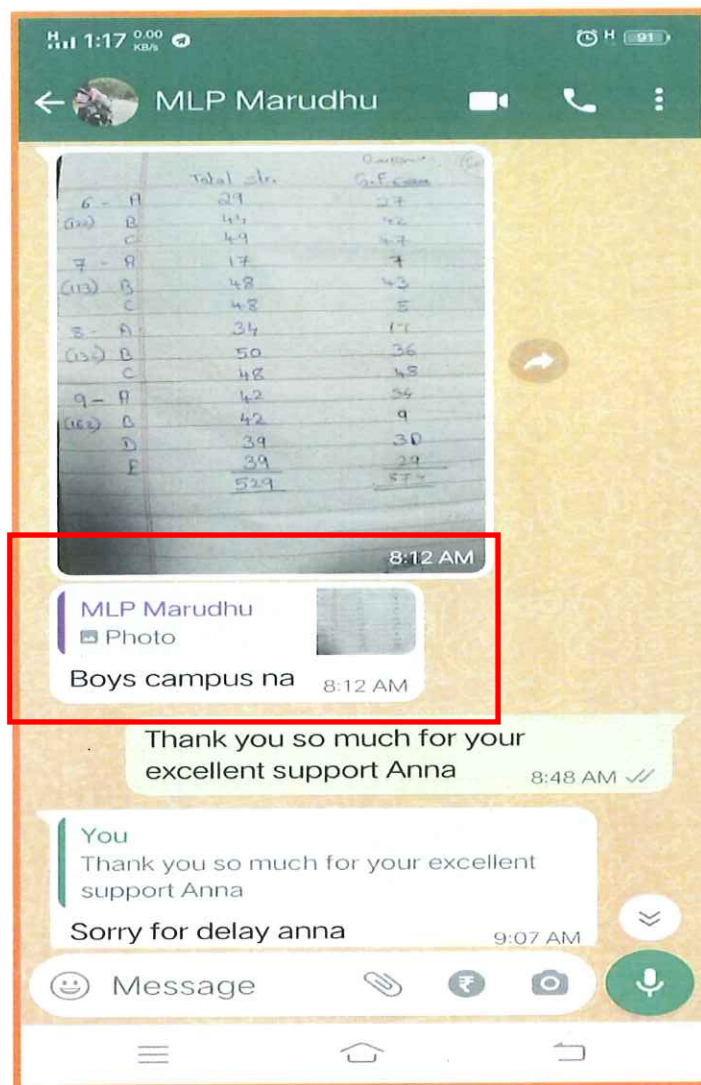 H 1:17 0.00 KB/s H 91
MLP Marudhu
Total str. G.F.
6 - A 29 27
B 44 42
C 49 47
7 - A 17 7
(113) B 48 43
C 48 5
8 - A 34
B 50 36
C 48 48
9 - A 42
(162) B 42 9
D 39 30
E 39 29
529
8:12 AM
MLP Marudhu
Photo
Boys campus na 8:12 AM
Thank you so much for your
excellent support Anna 8:48 AM
You
Thank you so much for your excellent
support Anna
Sorry for delay anna 9:07 AM
Message